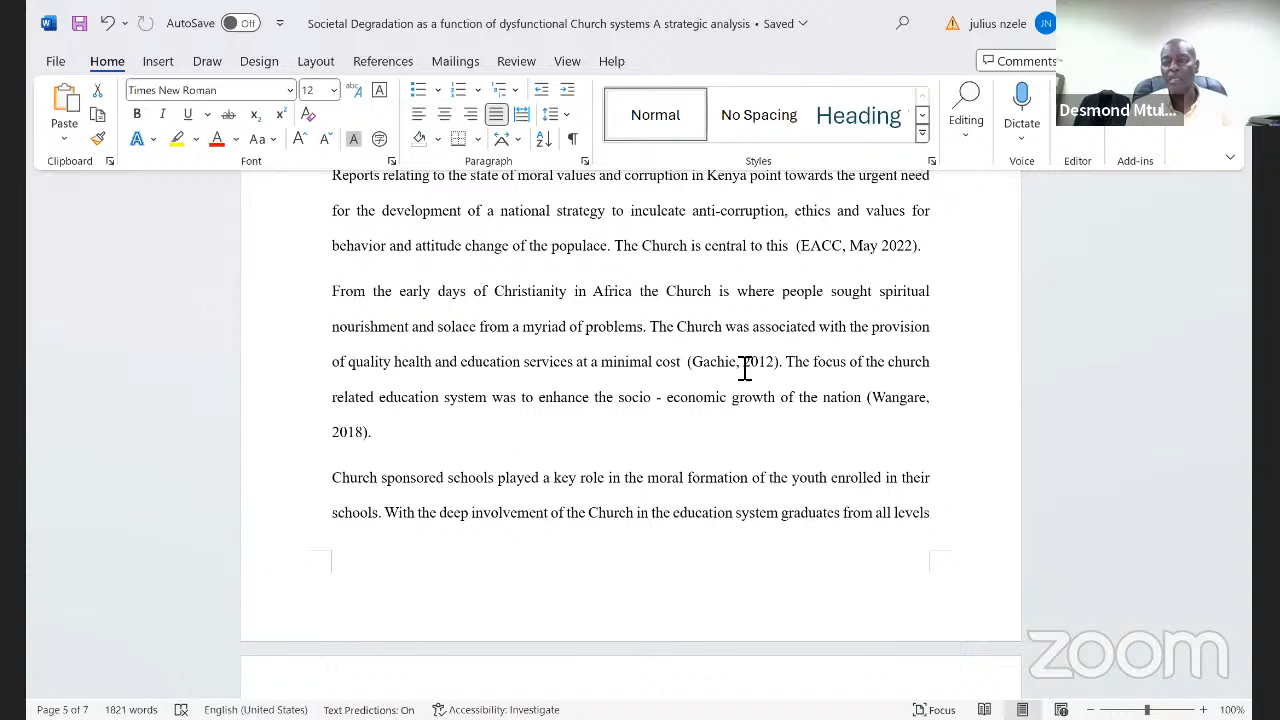 AutoSave Off Societal Degradation as a function of dysfunctional Church systems A strategic analysis • Saved julius nzele JN
File Home Insert Draw Design Layout References Mailings Review View Help Comments
Paste Times New Roman 12 Normal No Spacing Heading Editing Dictate
Desmond Mtul...
Clipboard Font Paragraph Styles Voice Editor Add-ins
Reports relating to the state of moral values and corruption in Kenya point towards the urgent need
for the development of a national strategy to inculcate anti-corruption, ethics and values for
behavior and attitude change of the populace. The Church is central to this (EACC, May 2022).
From the early days of Christianity in Africa the Church is where people sought spiritual
nourishment and solace from a myriad of problems. The Church was associated with the provision
of quality health and education services at a minimal cost (Gachie, 2012). The focus of the church
related education system was to enhance the socio - economic growth of the nation (Wangare,
2018).
Church sponsored schools played a key role in the moral formation of the youth enrolled in their
schools. With the deep involvement of the Church in the education system graduates from all levels
zoom
Page 5 of 7 1821 words English (United States) Text Predictions: On Accessibility: Investigate Focus 100%